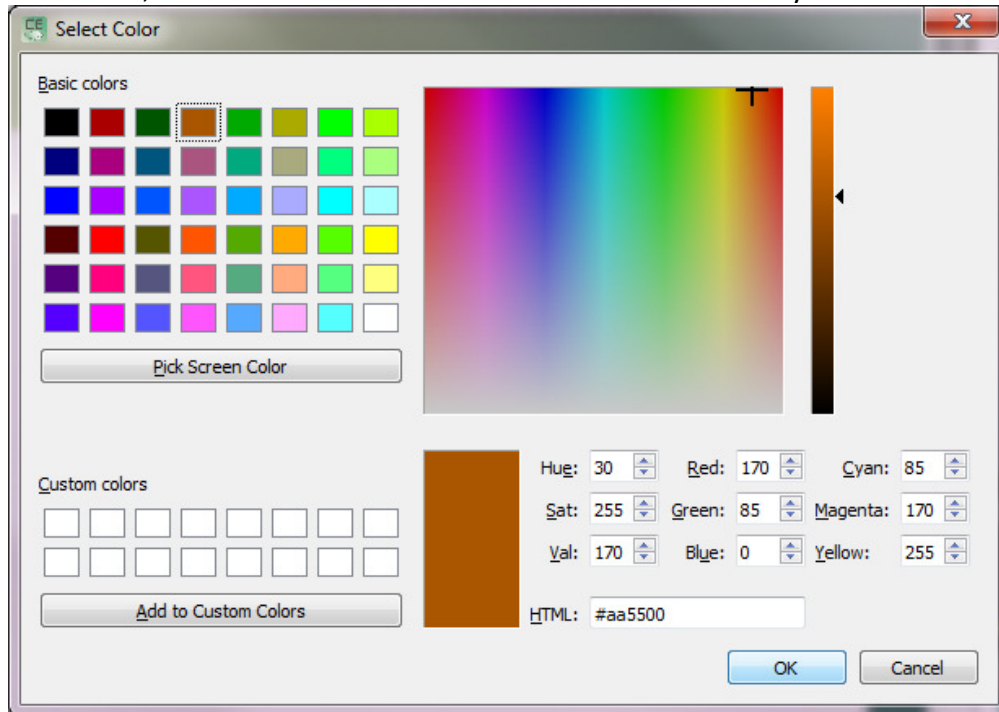 CE
Select Color
X
Basic colors
Pick Screen Color
Custom colors
Add to Custom Colors
Hue: 30 Red: 170 Cyan: 85
Sat: 255 Green: 85 Magenta: 170
Val: 170 Blue: 0 Yellow: 255
HTML: #aa5500
OK Cancel